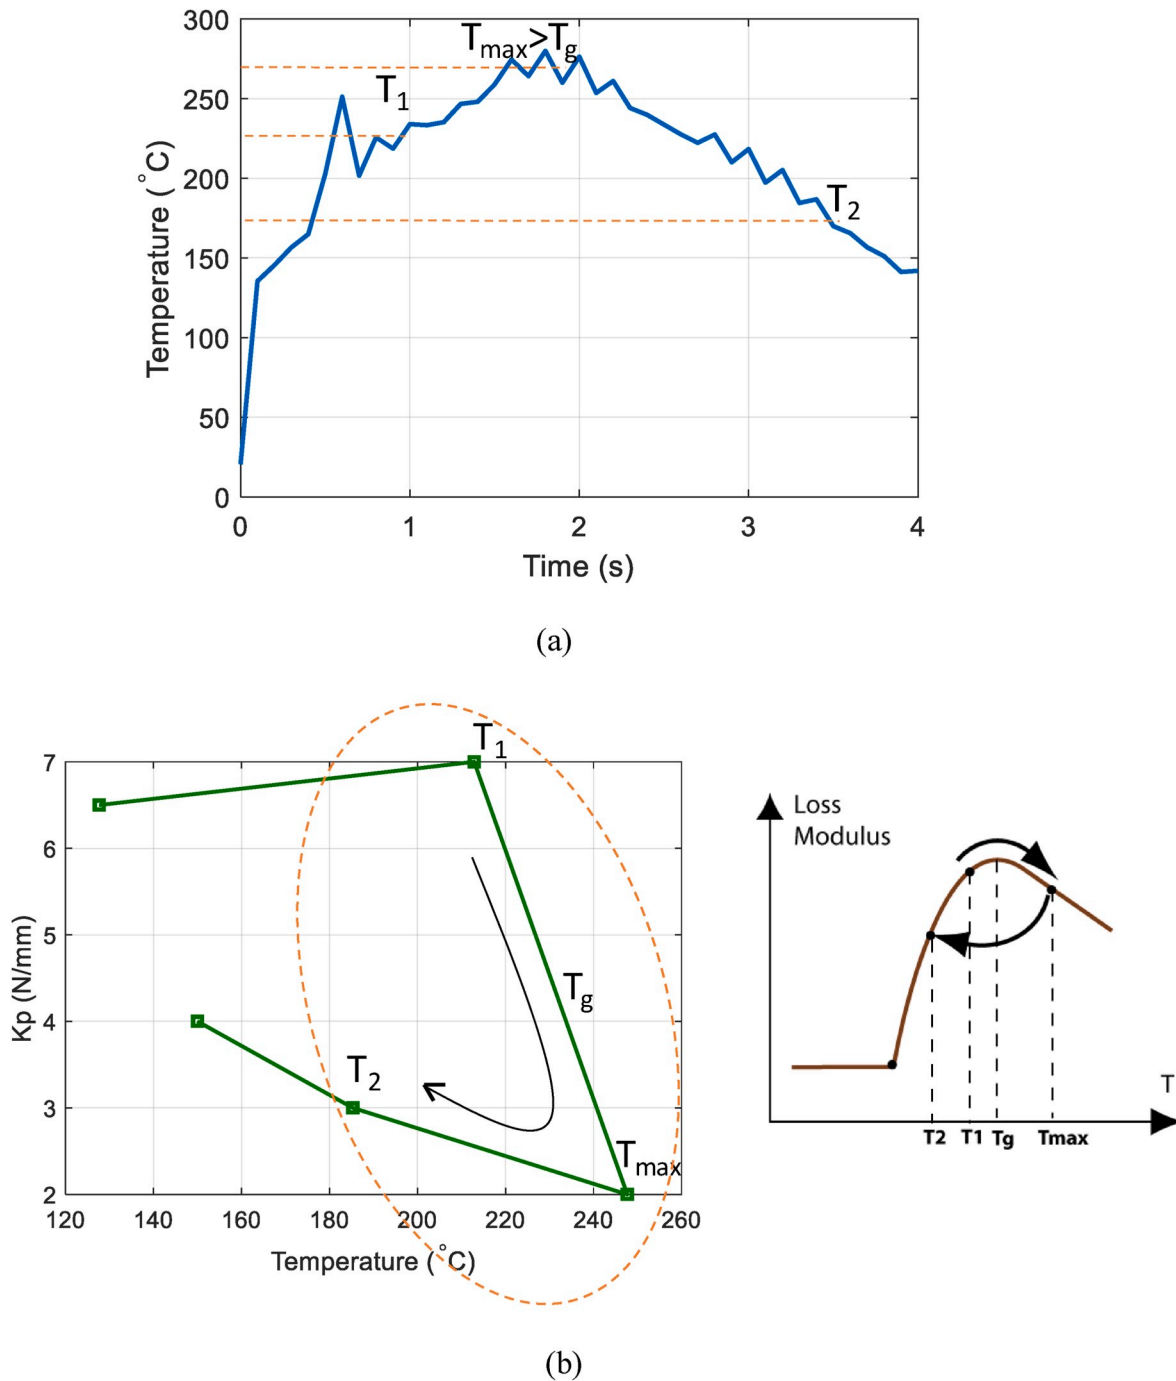 300
250
200
150
100
50
0
Temperature (°C)
T1
Tmax>Tg
T2
0 1 2 3 4
Time (s)
(a)
7
6
5
4
3
2
Kp (N/mm)
T1
Tg
T2
Tmax
120 140 160 180 200 220 240 260
Temperature (°C)
Loss
Modulus
T
T2 T1 Tg Tmax
(b)